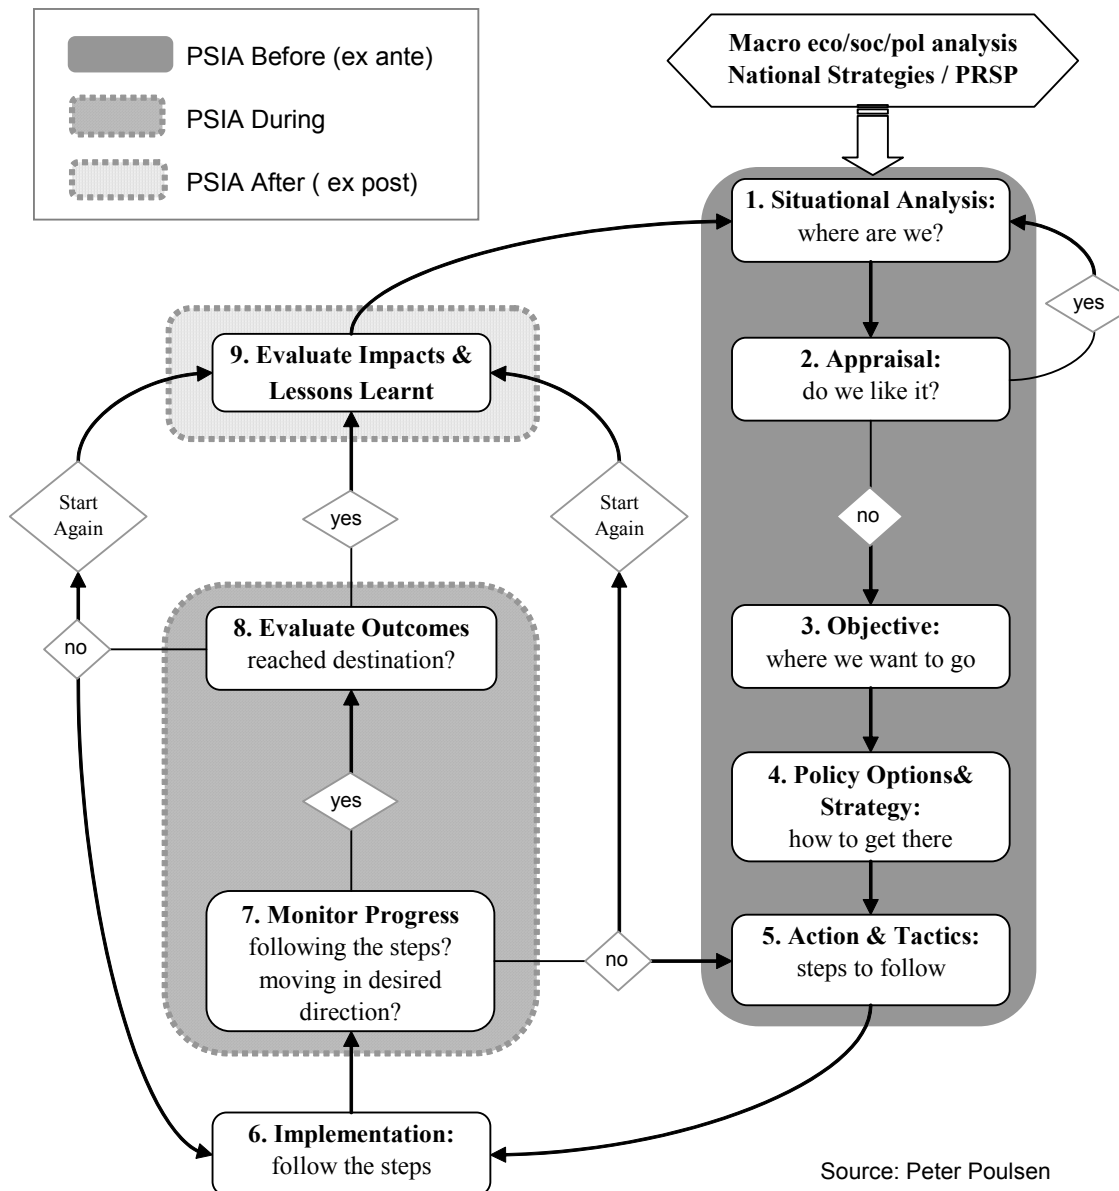 PSIA Before (ex ante)
PSIA During
PSIA After ( ex post)
Macro eco/soc/pol analysis
National Strategies / PRSP
1. Situational Analysis:
where are we?
yes
2. Appraisal:
do we like it?
no
3. Objective:
where we want to go
4. Policy Options&
Strategy:
how to get there
5. Action & Tactics:
steps to follow
9. Evaluate Impacts &
Lessons Learnt
Start
Again
yes
Start
Again
8. Evaluate Outcomes
reached destination?
no
yes
7. Monitor Progress
following the steps?
moving in desired
direction?
no
6. Implementation:
follow the steps
Source: Peter Poulsen